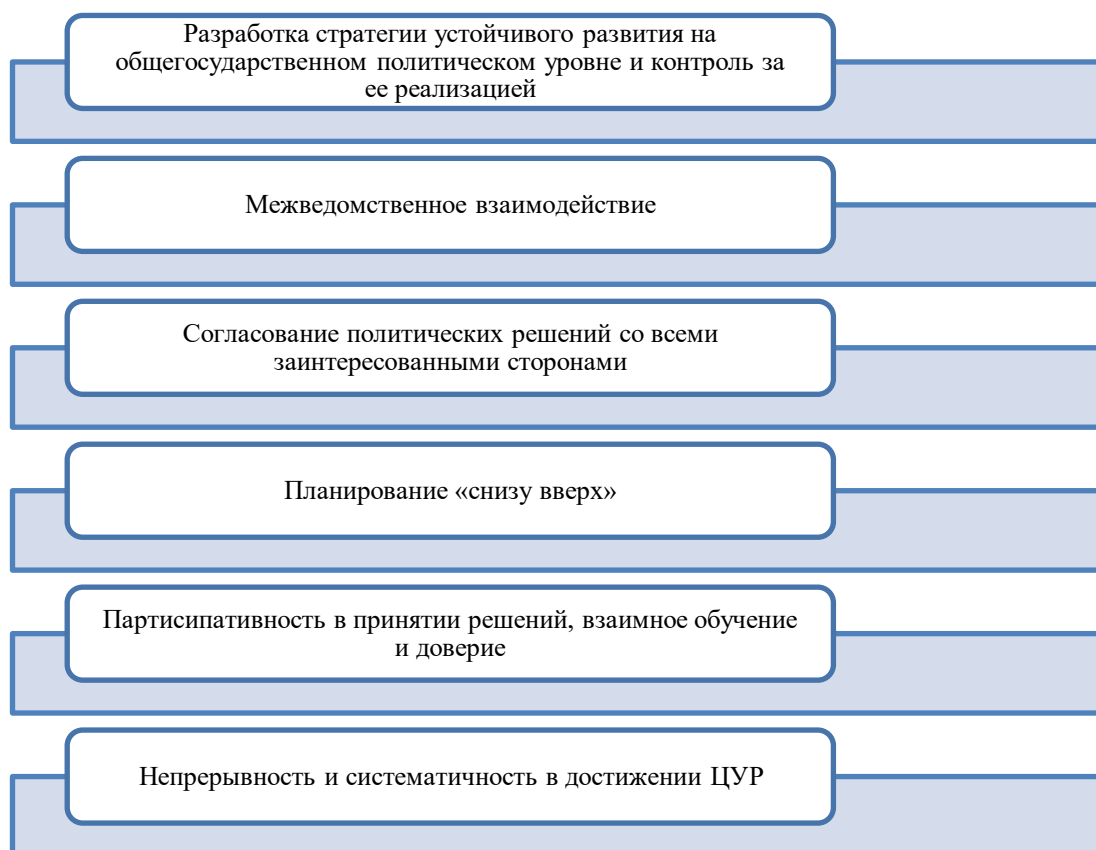 Разработка стратегии устойчивого развития на
общегосударственном политическом уровне и контроль за
ее реализацией
Межведомственное взаимодействие
Согласование политических решений со всеми
заинтересованными сторонами
Планирование «снизу вверх»
Партисипативность в принятии решений, взаимное обучение
и доверие
Непрерывность и систематичность в достижении ЦУР